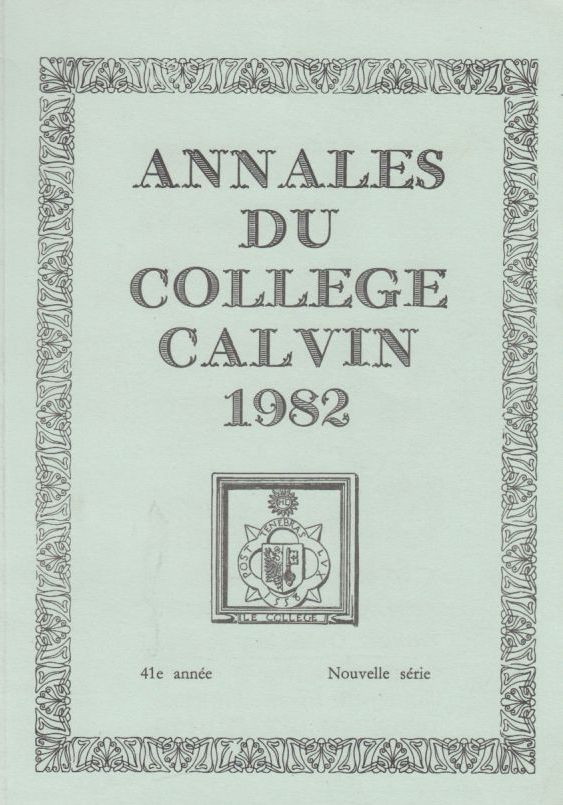 ANNALES
DU
COLLEGE
CALVIN
1982
POST TENEBRAS LVX
LE COLLEGE
41e année
Nouvelle série